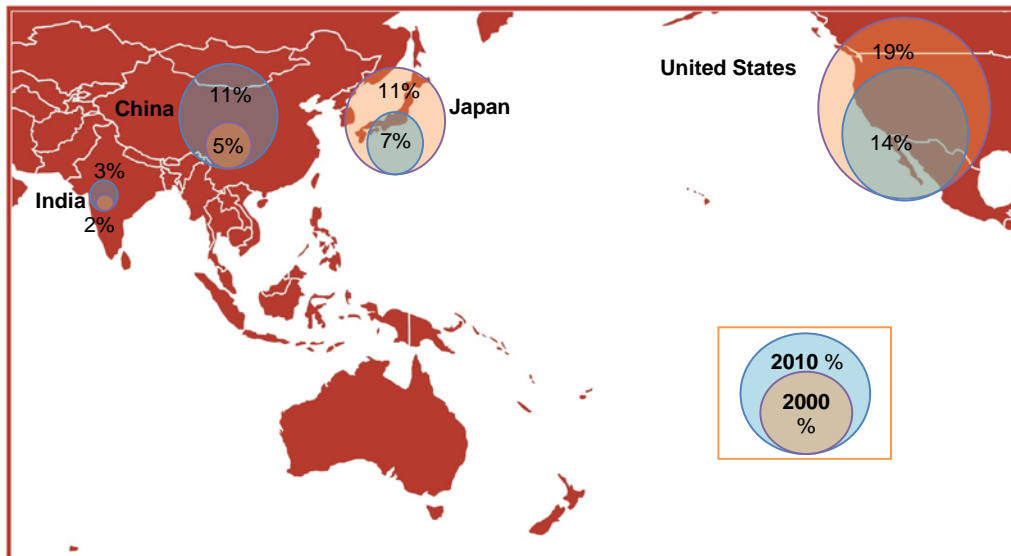 19%
United States
China
11%
11%
Japan
5%
7%
14%
3%
India
2%
2010 %
2000
%